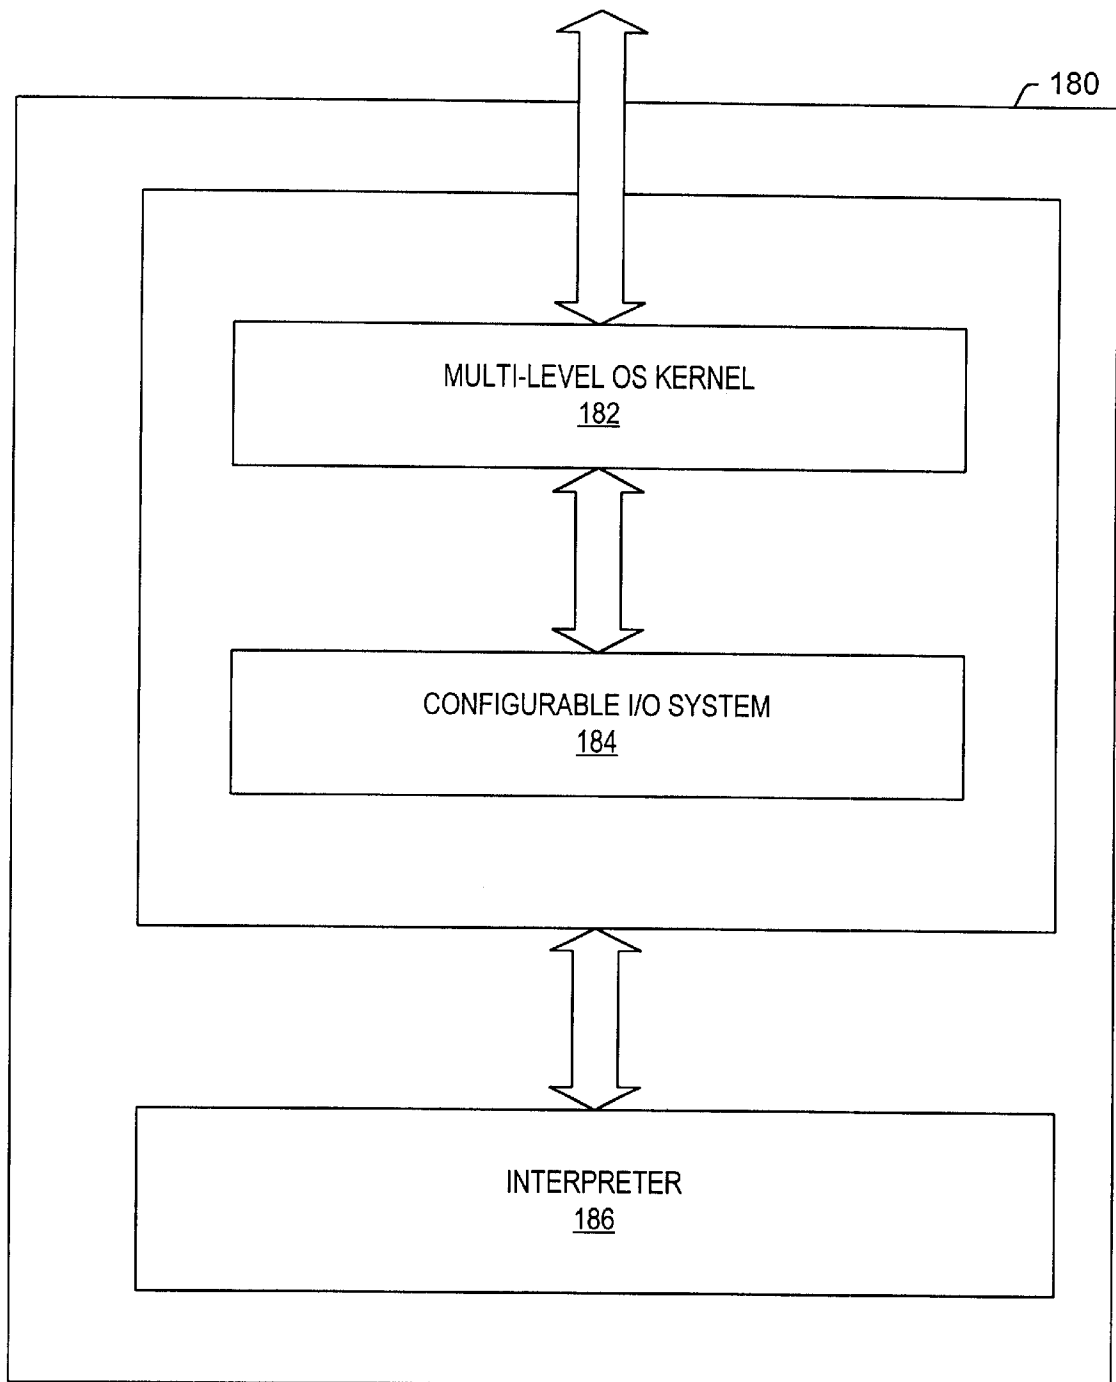 180
MULTI-LEVEL OS KERNEL
182
CONFIGURABLE I/O SYSTEM
184
INTERPRETER
186